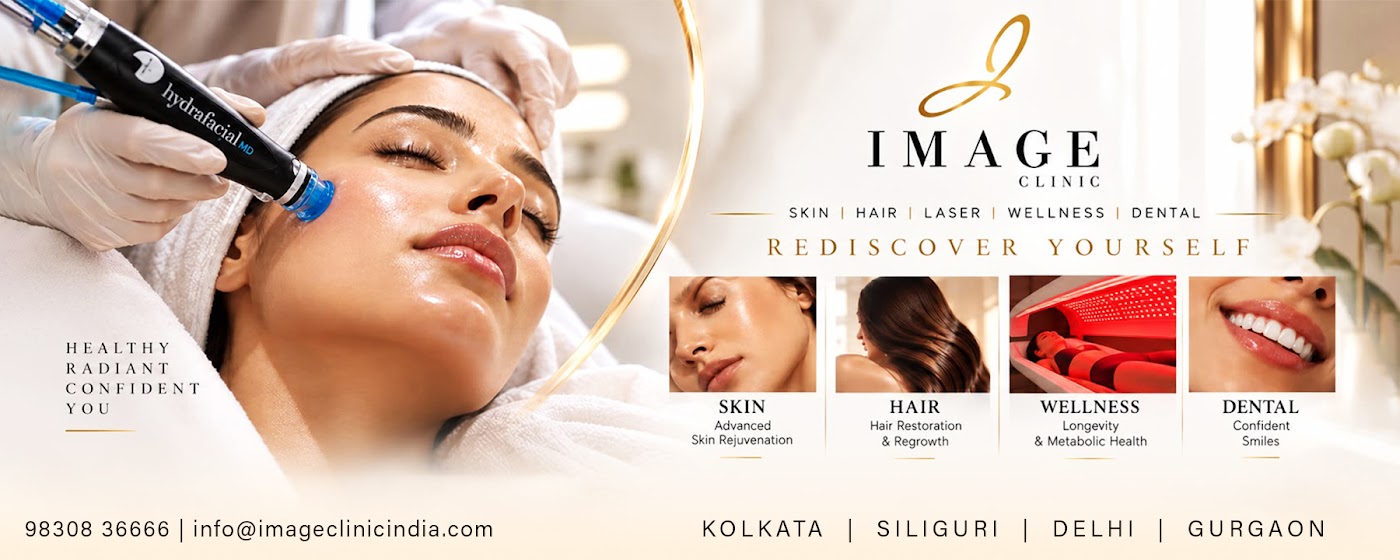 hydrafacial MD
HEALTHY
RADIANT
CONFIDENT
YOU
IMAGE
CLINIC
SKIN | HAIR | LASER | WELLNESS | DENTAL
REDISCOVER YOURSELF
SKIN
Advanced
Skin Rejuvenation
HAIR
Hair Restoration
& Regrowth
WELLNESS
Longevity
& Metabolic Health
DENTAL
Confident
Smiles
98308 36666 | info@imageclinicindia.com
KOLKATA | SILIGURI | DELHI | GURGAON